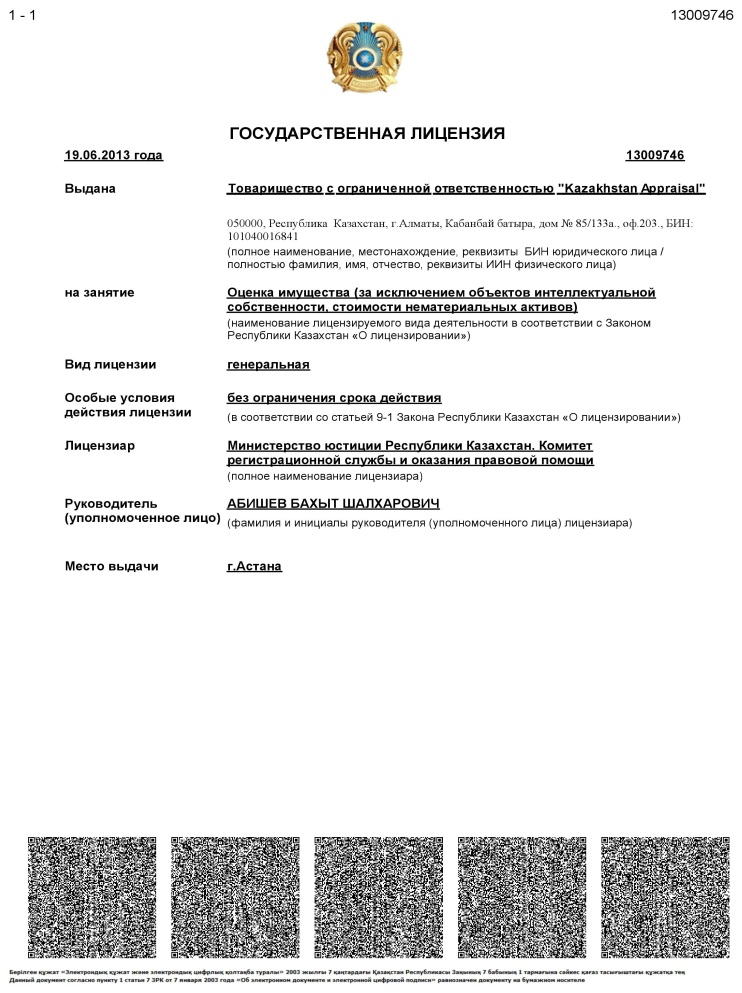 1 - 1
13009746
ГОСУДАРСТВЕННАЯ ЛИЦЕНЗИЯ
19.06.2013 года
13009746
Выдана
Товарищество с ограниченной ответственностью "Kazakhstan Appraisal"
050000, Республика Казахстан, г.Алматы, Кабанбай батыра, дом № 85/133а., оф.203., БИН:
101040016841
(полное наименование, местонахождение, реквизиты БИН юридического лица /
полностью фамилия, имя, отчество, реквизиты ИИН физического лица)
на занятие
Оценка имущества (за исключением объектов интеллектуальной
собственности, стоимости нематериальных активов)
(наименование лицензируемого вида деятельности в соответствии с Законом
Республики Казахстан «О лицензировании»)
Вид лицензии
генеральная
Особые условия
действия лицензии
без ограничения срока действия
(в соответствии со статьей 9-1 Закона Республики Казахстан «О лицензировании»)
Лицензиар
Министерство юстиции Республики Казахстан. Комитет
регистрационной службы и оказания правовой помощи
(полное наименование лицензиара)
Руководитель
(уполномоченное лицо)
АБИШЕВ БАХЫТ ШАЛХАРОВИЧ
(фамилия и инициалы руководителя (уполномоченного лица) лицензиара)
Место выдачи
г.Астана
Берілген құжат «Электрондық құжат және электрондық цифрлық қолтаңба туралы» 2003 жылғы 7 қаңтардағы Қазақстан Республикасы Заңының 7 бабының 1 тармағына сәйкес қағаз тасығыштағы құжатқа тең
Данный документ согласно пункту 1 статьи 7 ЗРК от 7 января 2003 года «Об электронном документе и электронной цифровой подписи» равнозначен документу на бумажном носителе